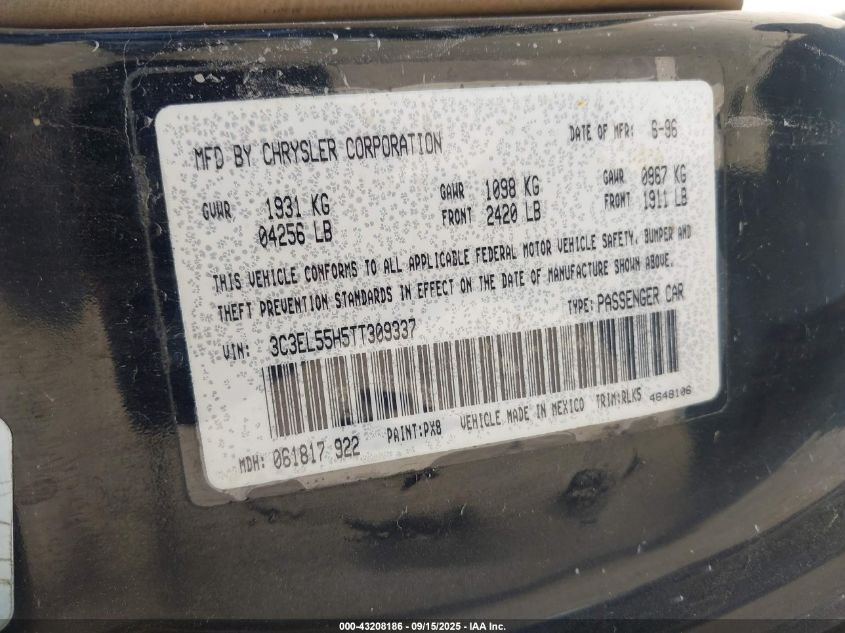 MFD BY CHRYSLER CORPORATION DATE OF MFR: 6-96
GVWR 1931 KG GAWR 1098 KG GAWR 0867 KG
04256 LB FRONT 2420 LB FRONT 1911 LB
THIS VEHICLE CONFORMS TO ALL APPLICABLE FEDERAL MOTOR VEHICLE SAFETY, BUMPER AND
THEFT PREVENTION STANDARDS IN EFFECT ON THE DATE OF MANUFACTURE SHOWN ABOVE.
VIN: 3C3EL55H5TT309337 TYPE: PASSENGER CAR
MDH: 061817 922 PAINT:PX8 VEHICLE MADE IN MEXICO TRIM:RLK5 4648106
000-43208186 - 09/15/2025 - IAA Inc.